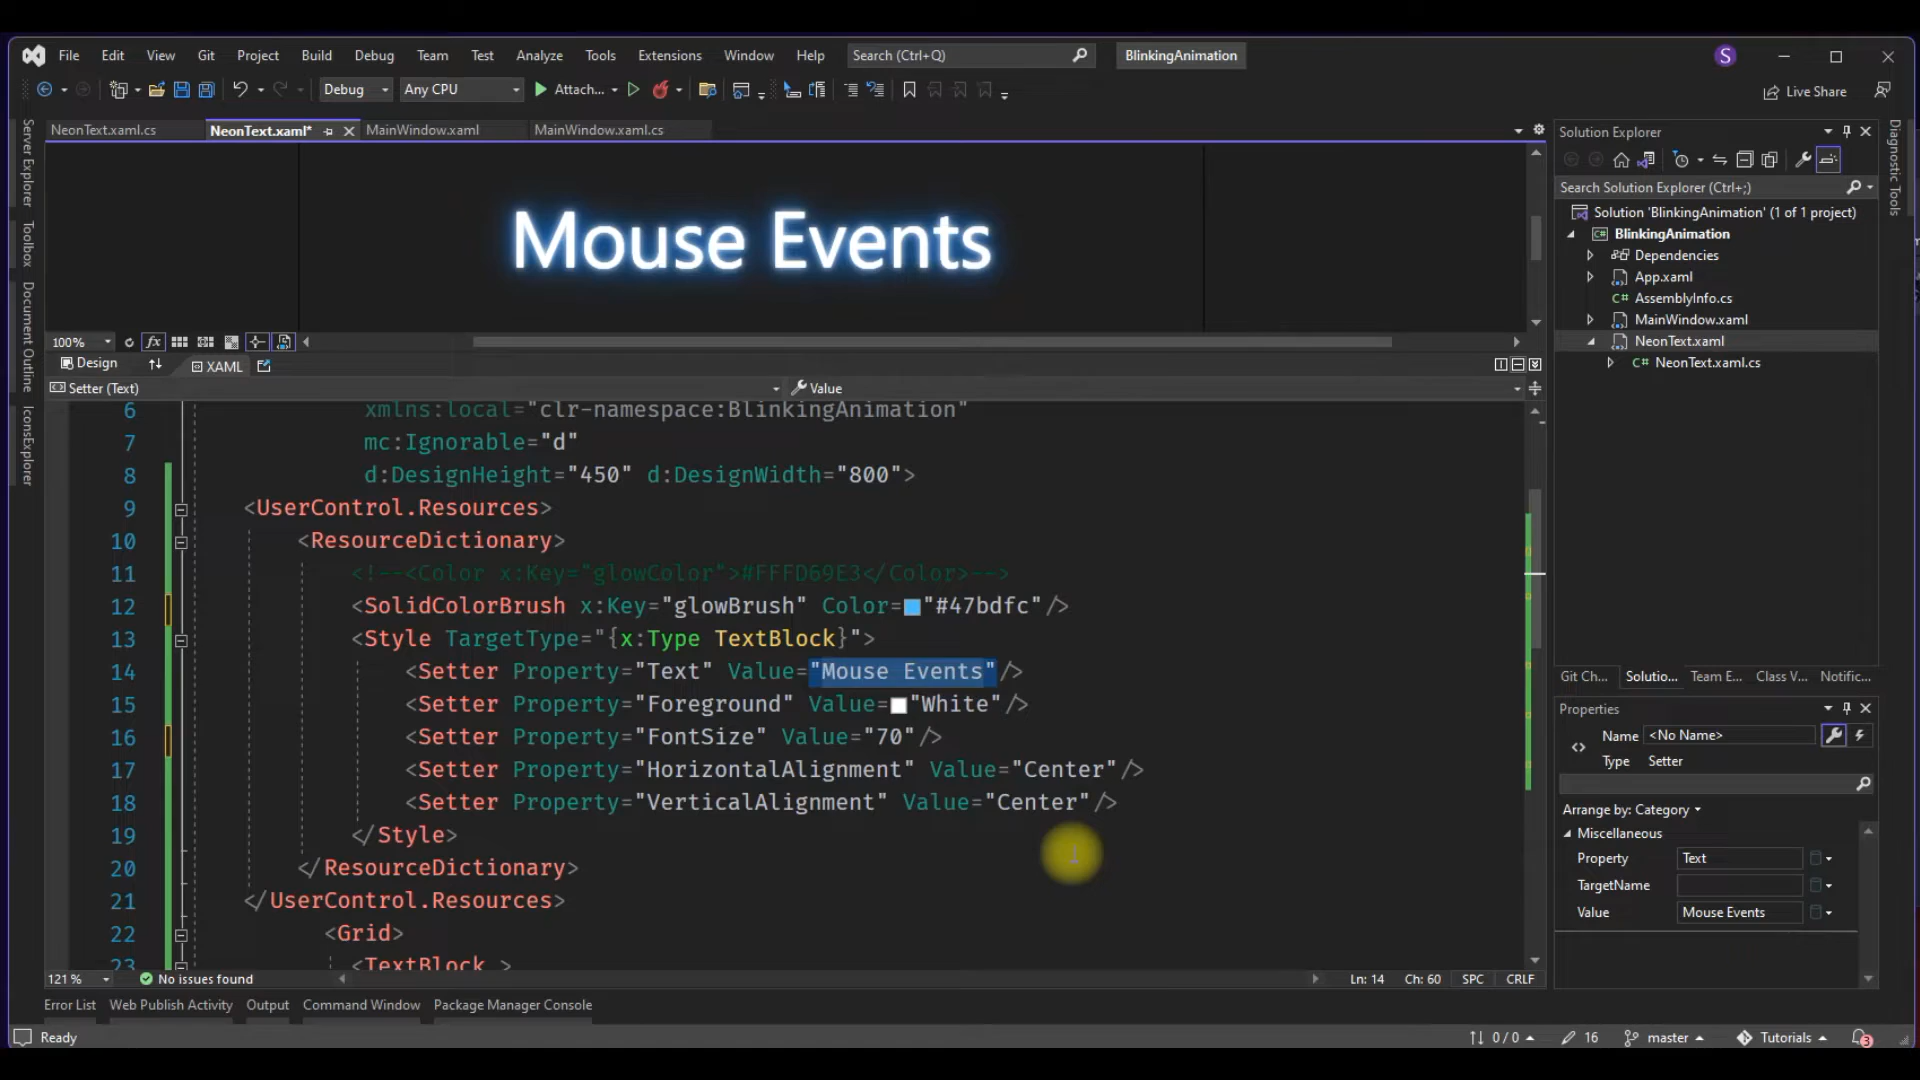 File Edit View Git Project Build Debug Team Test Analyze Tools Extensions Window Help Search (Ctrl+Q) BlinkingAnimation S
Debug Any CPU Attach... Live Share
NeonText.xaml.cs NeonText.xaml* MainWindow.xaml MainWindow.xaml.cs
Server Explorer
Toolbox
Document Outline
IconsExplorer
Mouse Events
100%
Design XAML
Setter (Text) Value
6 xmlns:local="clr-namespace:BlinkingAnimation"
7 mc:Ignorable="d"
8 d:DesignHeight="450" d:DesignWidth="800">
9 <UserControl.Resources>
10 <ResourceDictionary>
11 <!--<Color x:Key="glowColor">#FFFD69E3</Color>-->
12 <SolidColorBrush x:Key="glowBrush" Color="#47bdfc"/>
13 <Style TargetType="{x:Type TextBlock}">
14 <Setter Property="Text" Value="Mouse Events"/>
15 <Setter Property="Foreground" Value="White"/>
16 <Setter Property="FontSize" Value="70"/>
17 <Setter Property="HorizontalAlignment" Value="Center"/>
18 <Setter Property="VerticalAlignment" Value="Center"/>
19 </Style>
20 </ResourceDictionary>
21 </UserControl.Resources>
22 <Grid>
23 <TextBlock >
121 % No issues found Ln: 14 Ch: 60 SPC CRLF
Error List Web Publish Activity Output Command Window Package Manager Console
Ready 0 / 0 16 master Tutorials 3
Solution Explorer
Search Solution Explorer (Ctrl+;)
Solution 'BlinkingAnimation' (1 of 1 project)
BlinkingAnimation
Dependencies
App.xaml
C# AssemblyInfo.cs
MainWindow.xaml
NeonText.xaml
C# NeonText.xaml.cs
Git Ch... Solutio... Team E... Class V... Notific...
Properties
Name <No Name>
Type Setter
Arrange by: Category
Miscellaneous
Property Text
TargetName
Value Mouse Events
Diagnostic Tools